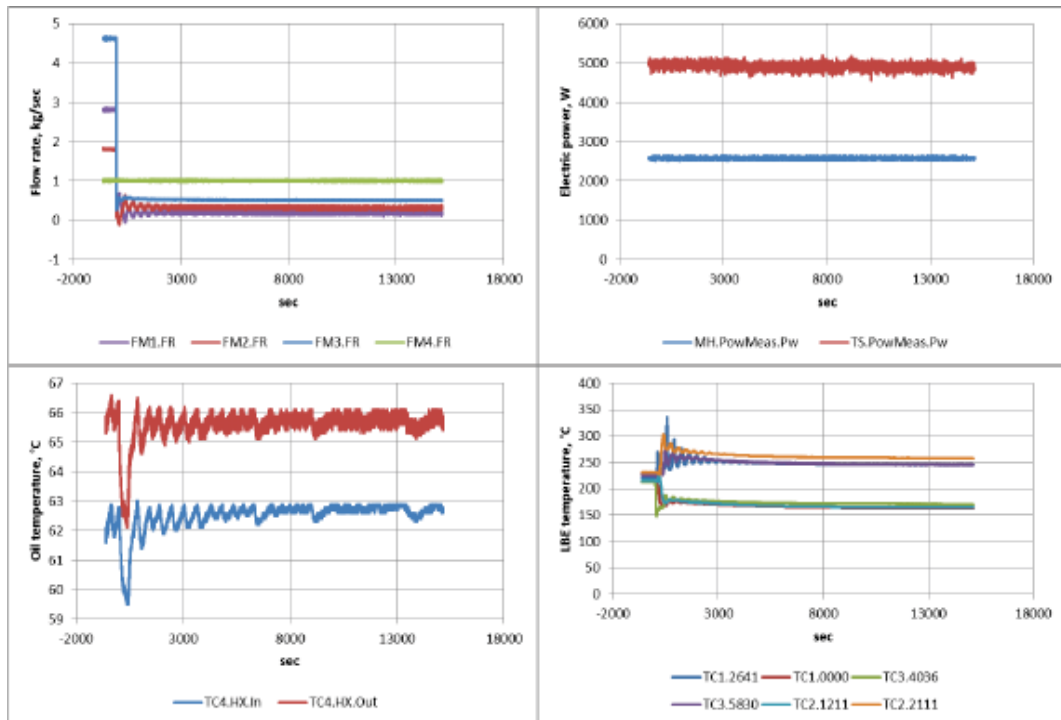 5
4
3
2
1
0
-1
Flow rate, kg/sec
-2000 3000 8000 13000 18000
sec
FM1.FR FM2.FR FM3.FR FM4.FR
6000
5000
4000
3000
2000
1000
0
Electric power, W
-2000 3000 8000 13000 18000
sec
MH.PowMeas.Pw TS.PowMeas.Pw
67
66
65
64
63
62
61
60
59
Oil temperature, °C
-2000 3000 8000 13000 18000
sec
TC4.HX.In TC4.HX.Out
400
350
300
250
200
150
100
50
0
LBE temperature, °C
-2000 3000 8000 13000 18000
sec
TC1.2641 TC1.0000 TC3.4036
TC3.5830 TC2.1211 TC2.2111